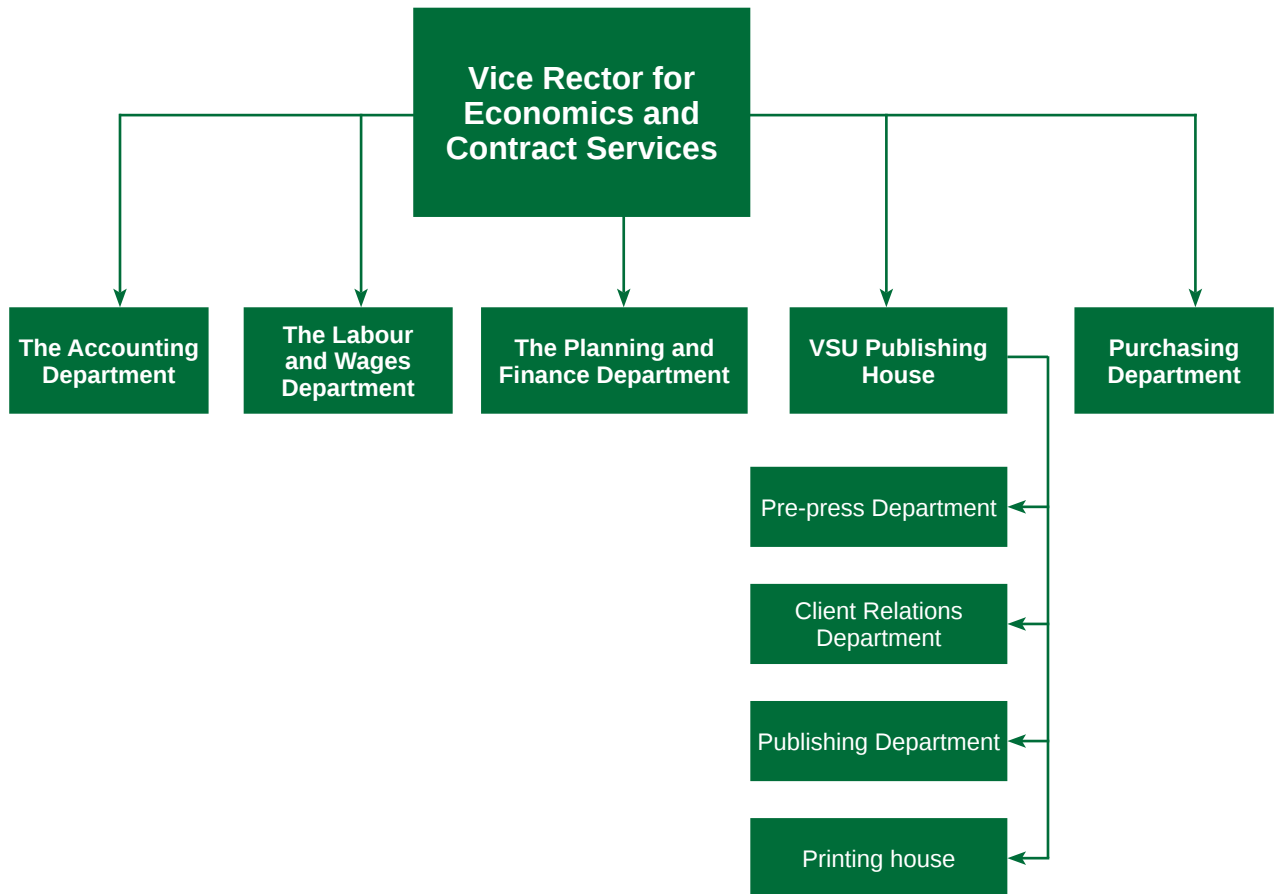 Vice Rector for
Economics and
Contract Services
The Accounting
Department
The Labour
and Wages
Department
The Planning and
Finance Department
VSU Publishing
House
Purchasing
Department
Pre-press Department
Client Relations
Department
Publishing Department
Printing house